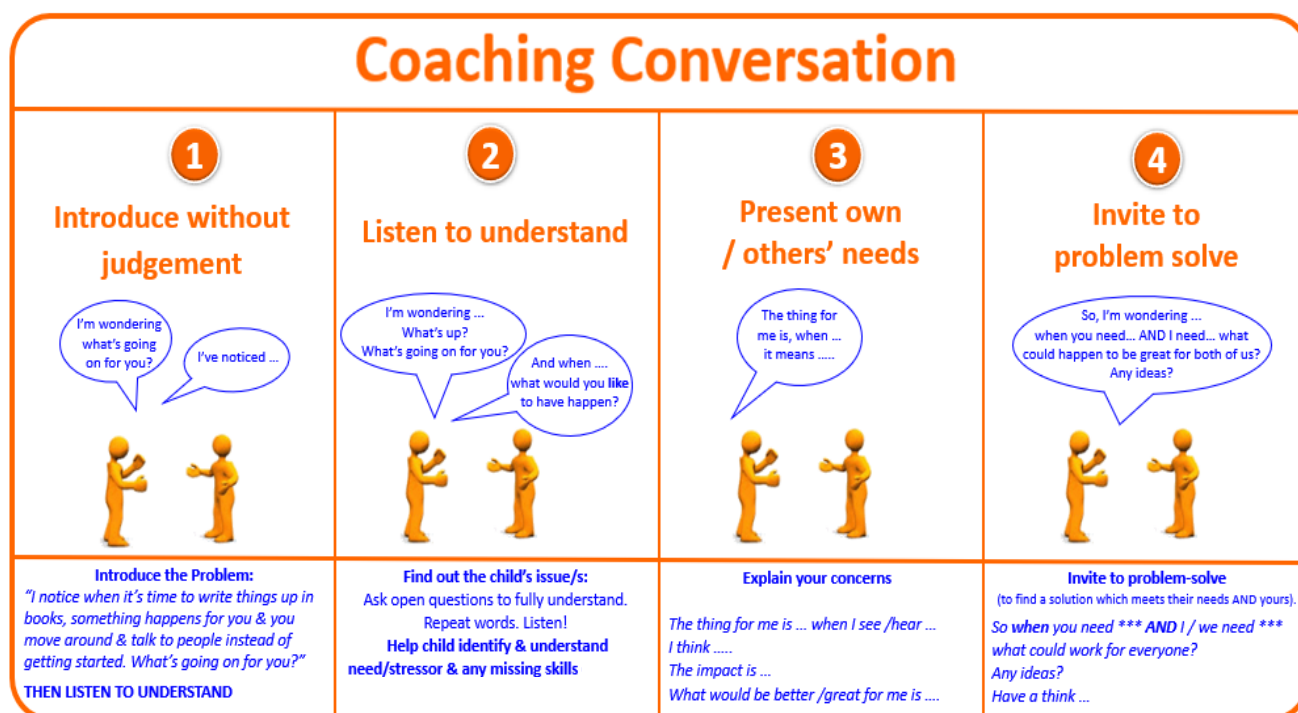 Coaching Conversation
1
Introduce without
judgement
I'm wondering
what's going
on for you?
I've noticed ...
Introduce the Problem:
"I notice when it's time to write things up in
books, something happens for you & you
move around & talk to people instead of
getting started. What's going on for you?"
THEN LISTEN TO UNDERSTAND
2
Listen to understand
I'm wondering ...
What's up?
What's going on for you?
And when ....
what would you like
to have happen?
Find out the child's issue/s:
Ask open questions to fully understand.
Repeat words. Listen!
Help child identify & understand
need/stressor & any missing skills
3
Present own
/ others' needs
The thing for
me is, when ...
it means .....
Explain your concerns
The thing for me is ... when I see /hear ...
I think .....
The impact is ...
What would be better /great for me is ....
4
Invite to
problem solve
So, I'm wondering ...
when you need... AND I need... what
could happen to be great for both of us?
Any ideas?
Invite to problem-solve
(to find a solution which meets their needs AND yours).
So when you need *** AND I / we need ***
what could work for everyone?
Any ideas?
Have a think ...